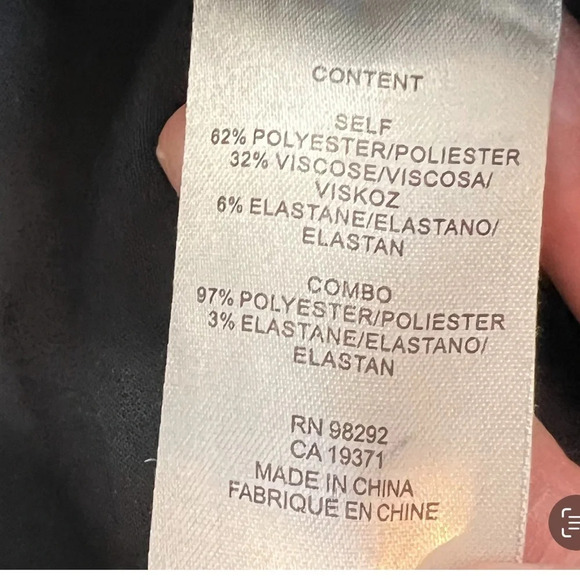 CONTENT
SELF
62% POLYESTER/POLIESTER
32% VISCOSE/VISCOSA/
VISKOZ
6% ELASTANE/ELASTANO/
ELASTAN
COMBO
97% POLYESTER/POLIESTER
3% ELASTANE/ELASTANO/
ELASTAN
RN 98292
CA 19371
MADE IN CHINA
FABRIQUE EN CHINE